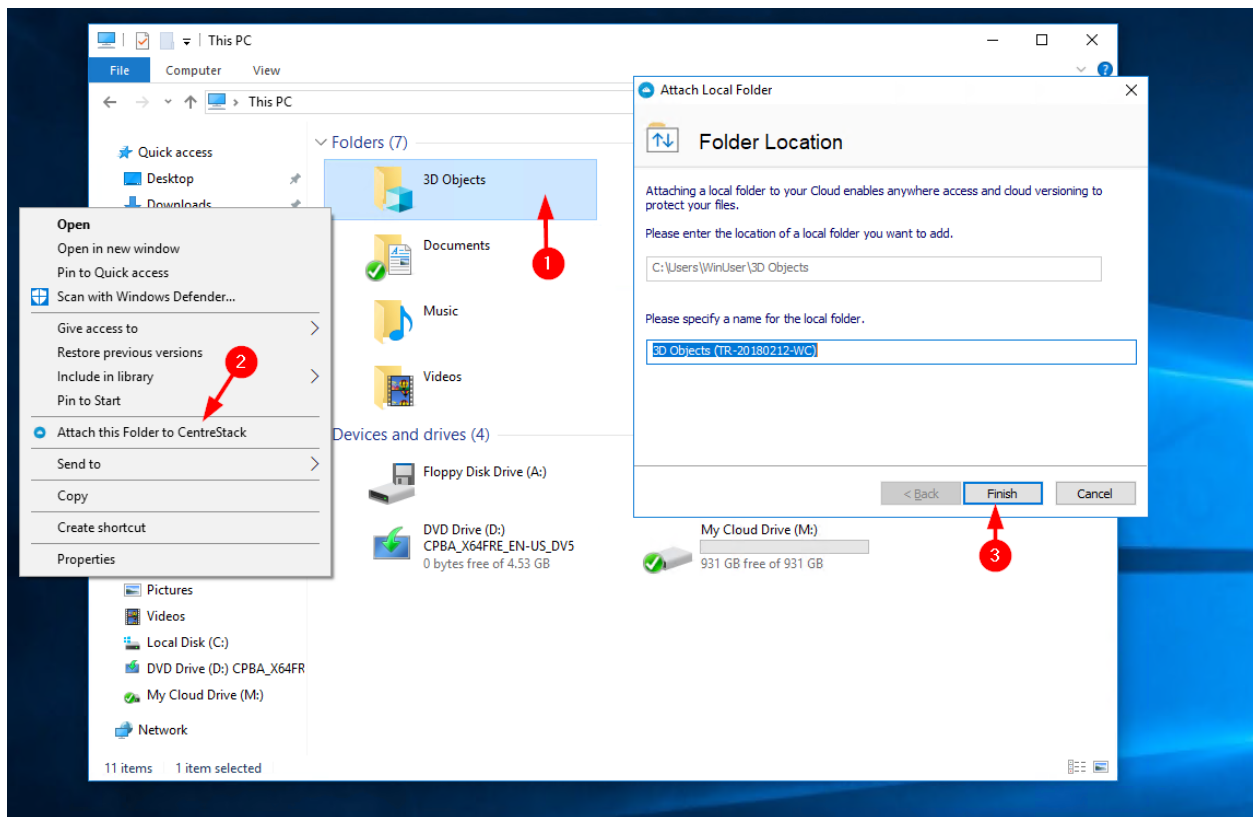 This PC
File Computer View
This PC
Quick access
Desktop
Downloads
Open
Open in new window
Pin to Quick access
Scan with Windows Defender...
Give access to
Restore previous versions
Include in library
Pin to Start
Attach this Folder to CentreStack
Send to
Copy
Create shortcut
Properties
2
Pictures
Videos
Local Disk (C:)
DVD Drive (D:) CPBA_X64FR
My Cloud Drive (M:)
Network
11 items 1 item selected
Folders (7)
3D Objects
1
Documents
Music
Videos
Devices and drives (4)
Floppy Disk Drive (A:)
DVD Drive (D:)
CPBA_X64FRE_EN-US_DV5
0 bytes free of 4.53 GB
My Cloud Drive (M:)
931 GB free of 931 GB
Attach Local Folder
Folder Location
Attaching a local folder to your Cloud enables anywhere access and cloud versioning to
protect your files.
Please enter the location of a local folder you want to add.
C:\Users\WinUser\3D Objects
Please specify a name for the local folder.
3D Objects (TR-20180212-WC)
< Back Finish Cancel
3
?